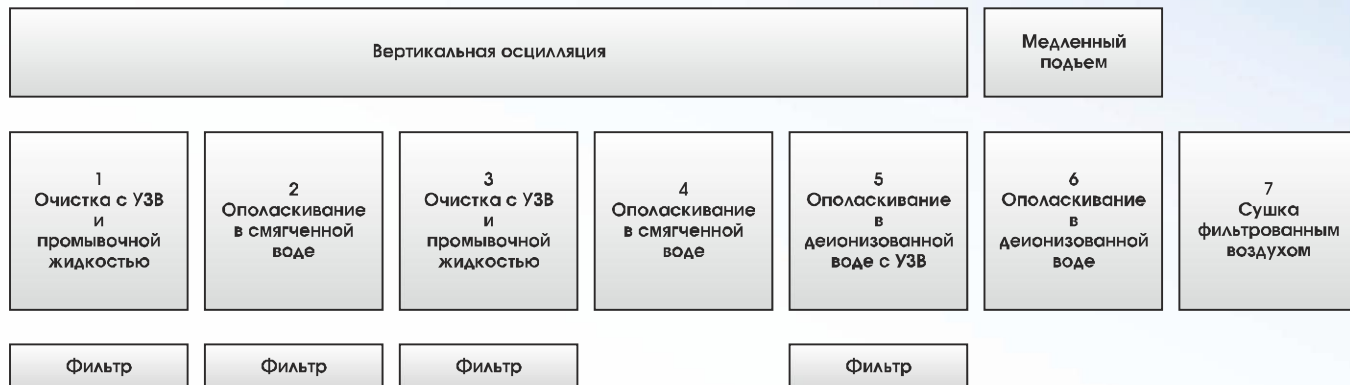 Вертикальная осцилляция
Медленный
подъем
1
Очистка с УЗВ
и
промывочной
жидкостью
2
Ополаскивание
в смягченной
воде
3
Очистка с УЗВ
и
промывочной
жидкостью
4
Ополаскивание
в смягченной
воде
5
Ополаскивание
в
деионизованной
воде с УЗВ
6
Ополаскивание
в
деионизованной
воде
7
Сушка
фильтрованным
воздухом
Фильтр
Фильтр
Фильтр
Фильтр